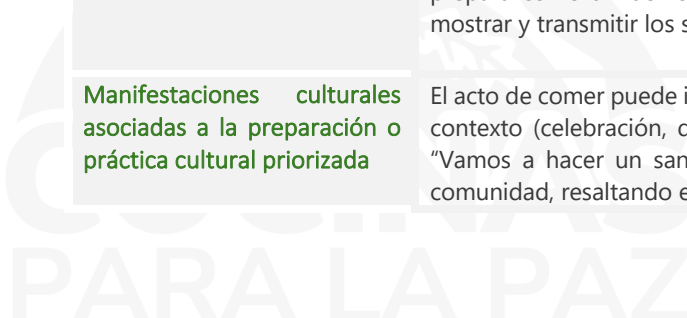 mostrar y transmitir los
Manifestaciones culturales
asociadas a la preparación o
práctica cultural priorizada
El acto de comer puede
contexto (celebración,
"Vamos a hacer un
comunidad, resaltando
COCINAS
PARA LA PAZ